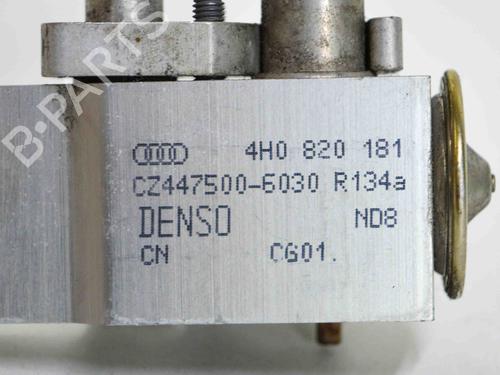 B-PARTS
4H0 820 181
CZ447500-6030 R134a
DENSO ND8
CN CG01.